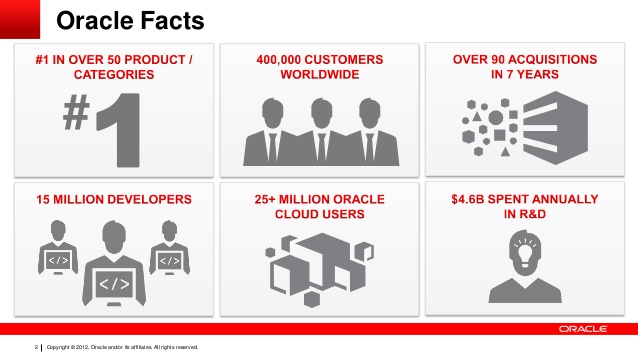 Oracle Facts
#1 IN OVER 50 PRODUCT /
CATEGORIES
#1
400,000 CUSTOMERS
WORLDWIDE
OVER 90 ACQUISITIONS
IN 7 YEARS
15 MILLION DEVELOPERS
</>
</>
</>
25+ MILLION ORACLE
CLOUD USERS
$4.6B SPENT ANNUALLY
IN R&D
ORACLE
2 | Copyright © 2012, Oracle and/or its affiliates. All rights reserved.